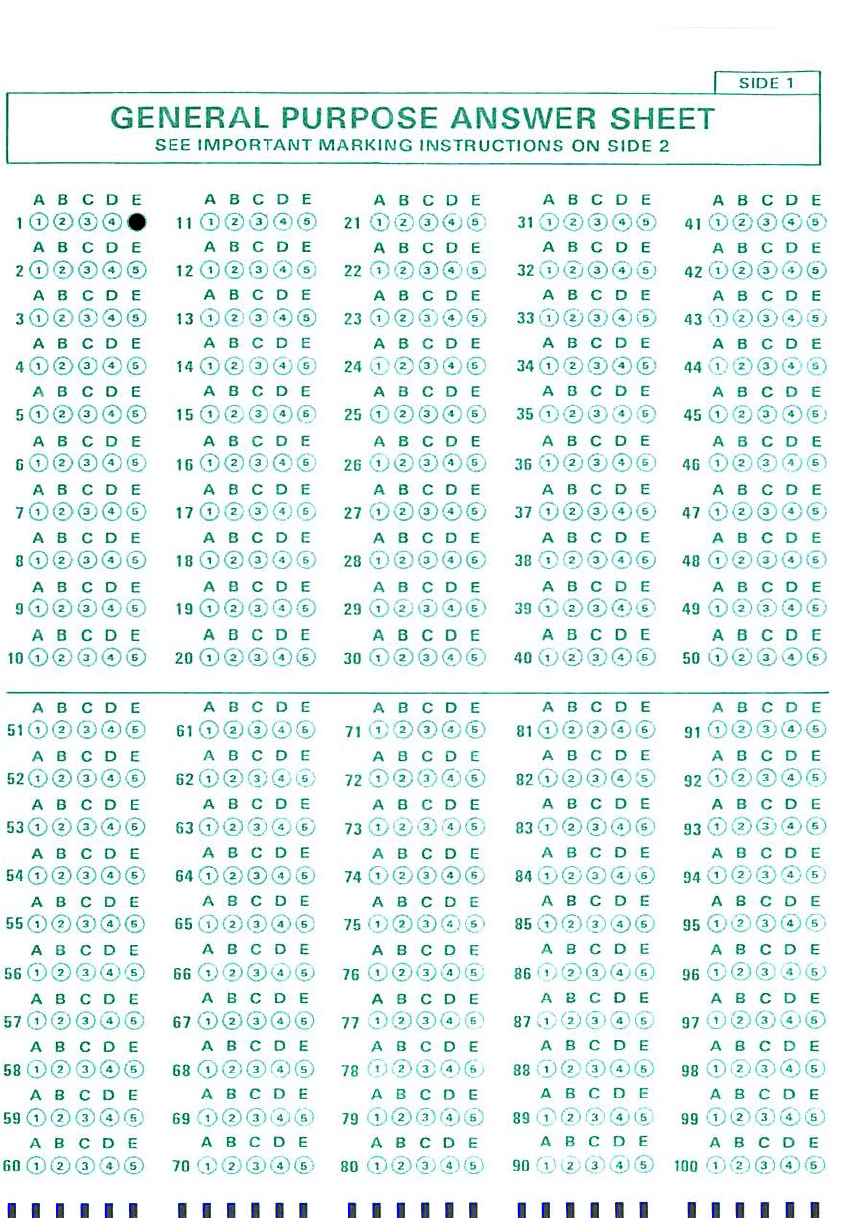 SIDE 1
GENERAL PURPOSE ANSWER SHEET
SEE IMPORTANT MARKING INSTRUCTIONS ON SIDE 2
A B C D E A B C D E A B C D E A B C D E A B C D E
1 1 2 3 4 11 1 2 3 4 5 21 1 2 3 4 5 31 1 2 3 4 5 41 1 2 3 4 5
A B C D E A B C D E A B C D E A B C D E A B C D E
2 1 2 3 4 5 12 1 2 3 4 5 22 1 2 3 4 5 32 1 2 3 4 5 42 1 2 3 4 5
A B C D E A B C D E A B C D E A B C D E A B C D E
3 1 2 3 4 5 13 1 2 3 4 5 23 1 2 3 4 5 33 1 2 3 4 5 43 1 2 3 4 5
A B C D E A B C D E A B C D E A B C D E A B C D E
4 1 2 3 4 5 14 1 2 3 4 5 24 1 2 3 4 5 34 1 2 3 4 5 44 1 2 3 4 5
A B C D E A B C D E A B C D E A B C D E A B C D E
5 1 2 3 4 5 15 1 2 3 4 5 25 1 2 3 4 5 35 1 2 3 4 5 45 1 2 3 4 5
A B C D E A B C D E A B C D E A B C D E A B C D E
6 1 2 3 4 5 16 1 2 3 4 5 26 1 2 3 4 5 36 1 2 3 4 5 46 1 2 3 4 5
A B C D E A B C D E A B C D E A B C D E A B C D E
7 1 2 3 4 5 17 1 2 3 4 5 27 1 2 3 4 5 37 1 2 3 4 5 47 1 2 3 4 5
A B C D E A B C D E A B C D E A B C D E A B C D E
8 1 2 3 4 5 18 1 2 3 4 5 28 1 2 3 4 5 38 1 2 3 4 5 48 1 2 3 4 5
A B C D E A B C D E A B C D E A B C D E A B C D E
9 1 2 3 4 5 19 1 2 3 4 5 29 1 2 3 4 5 39 1 2 3 4 5 49 1 2 3 4 5
A B C D E A B C D E A B C D E A B C D E A B C D E
10 1 2 3 4 5 20 1 2 3 4 5 30 1 2 3 4 5 40 1 2 3 4 5 50 1 2 3 4 5
A B C D E A B C D E A B C D E A B C D E A B C D E
51 1 2 3 4 5 61 1 2 3 4 5 71 1 2 3 4 5 81 1 2 3 4 5 91 1 2 3 4 5
A B C D E A B C D E A B C D E A B C D E A B C D E
52 1 2 3 4 5 62 1 2 3 4 5 72 1 2 3 4 5 82 1 2 3 4 5 92 1 2 3 4 5
A B C D E A B C D E A B C D E A B C D E A B C D E
53 1 2 3 4 5 63 1 2 3 4 5 73 1 2 3 4 5 83 1 2 3 4 5 93 1 2 3 4 5
A B C D E A B C D E A B C D E A B C D E A B C D E
54 1 2 3 4 5 64 1 2 3 4 5 74 1 2 3 4 5 84 1 2 3 4 5 94 1 2 3 4 5
A B C D E A B C D E A B C D E A B C D E A B C D E
55 1 2 3 4 5 65 1 2 3 4 5 75 1 2 3 4 5 85 1 2 3 4 5 95 1 2 3 4 5
A B C D E A B C D E A B C D E A B C D E A B C D E
56 1 2 3 4 5 66 1 2 3 4 5 76 1 2 3 4 5 86 1 2 3 4 5 96 1 2 3 4 5
A B C D E A B C D E A B C D E A B C D E A B C D E
57 1 2 3 4 5 67 1 2 3 4 5 77 1 2 3 4 5 87 1 2 3 4 5 97 1 2 3 4 5
A B C D E A B C D E A B C D E A B C D E A B C D E
58 1 2 3 4 5 68 1 2 3 4 5 78 1 2 3 4 5 88 1 2 3 4 5 98 1 2 3 4 5
A B C D E A B C D E A B C D E A B C D E A B C D E
59 1 2 3 4 5 69 1 2 3 4 5 79 1 2 3 4 5 89 1 2 3 4 5 99 1 2 3 4 5
A B C D E A B C D E A B C D E A B C D E A B C D E
60 1 2 3 4 5 70 1 2 3 4 5 80 1 2 3 4 5 90 1 2 3 4 5 100 1 2 3 4 5